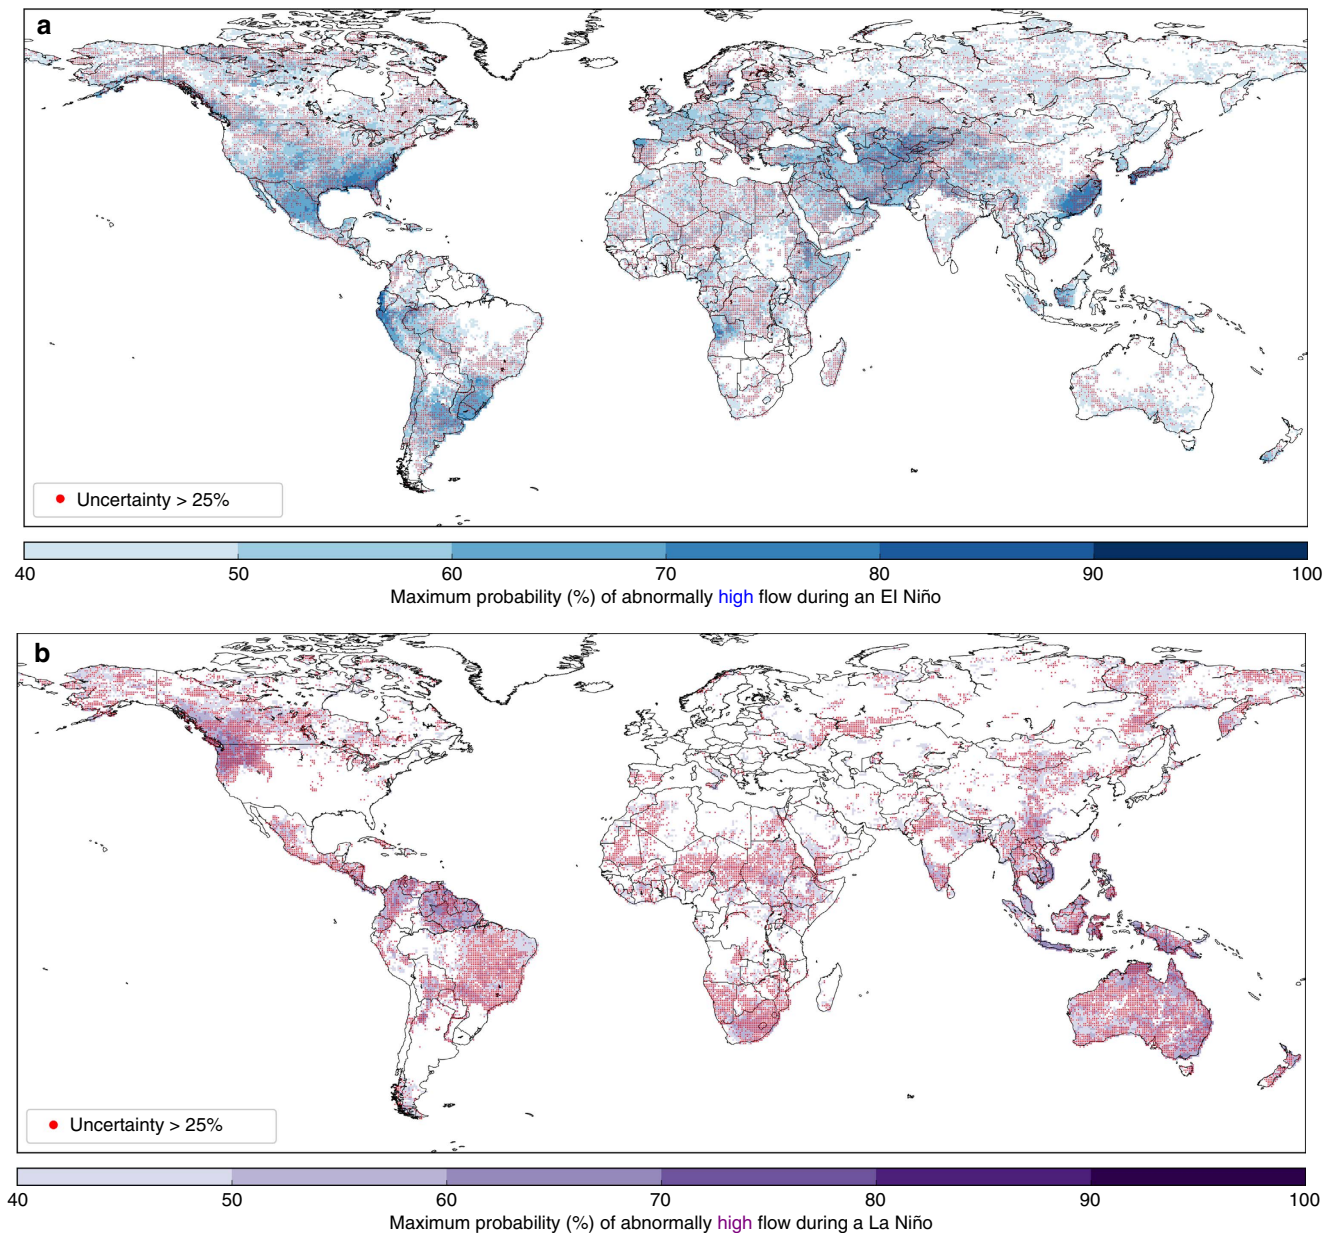 a
Uncertainty > 25%
40 50 60 70 80 90 100
Maximum probability (%) of abnormally high flow during an El Niño
b
Uncertainty > 25%
40 50 60 70 80 90 100
Maximum probability (%) of abnormally high flow during a La Niño